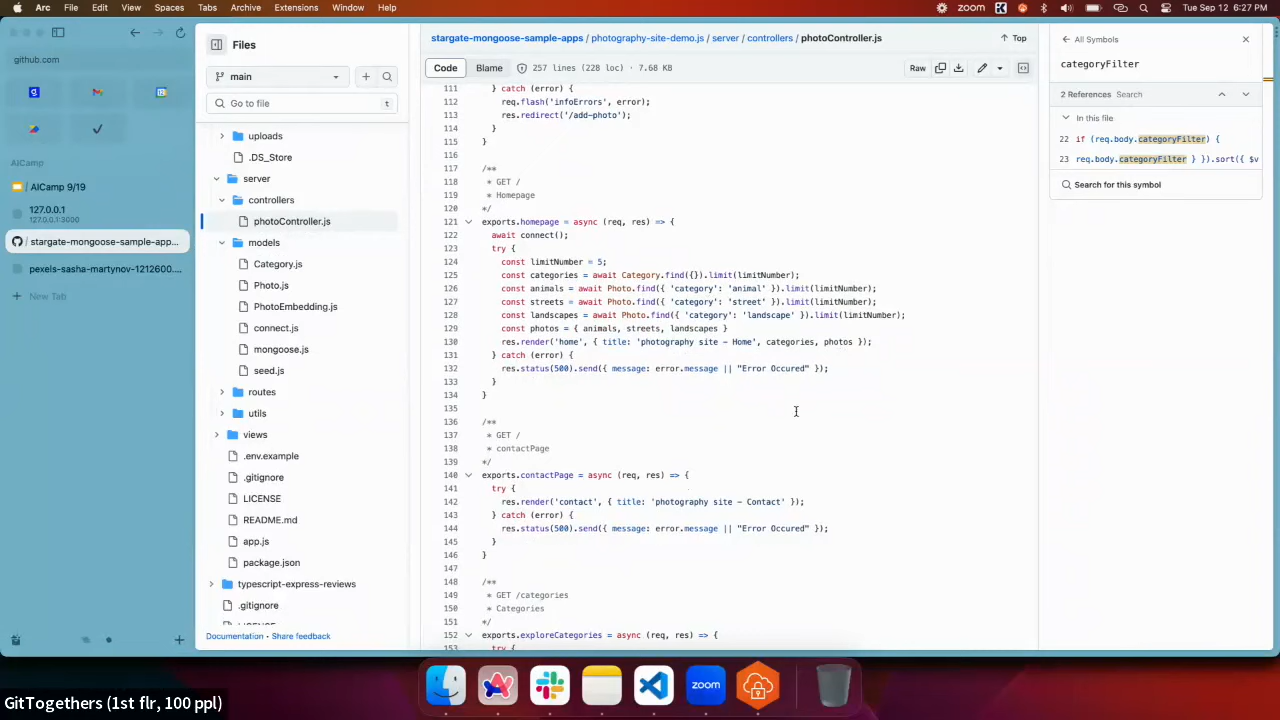 Arc File Edit View Spaces Tabs Archive Extensions Window Help
zoom
Tue Sep 12 6:27 PM
github.com
AICamp
AICamp 9/19
127.0.0.1
127.0.0.1:3000
stargate-mongoose-sample-app...
pexels-sasha-martynov-1212600....
New Tab
Files
main
Go to file
t
uploads
.DS_Store
server
controllers
photoController.js
models
Category.js
Photo.js
PhotoEmbedding.js
connect.js
mongoose.js
seed.js
routes
utils
views
.env.example
.gitignore
LICENSE
README.md
app.js
package.json
typescript-express-reviews
.gitignore
LICENSE
Documentation • Share feedback
stargate-mongoose-sample-apps / photography-site-demo.js / server / controllers / photoController.js
Top
Code Blame 257 lines (228 loc) · 7.68 KB
Raw
111 } catch (error) {
112 req.flash('infoErrors', error);
113 res.redirect('/add-photo');
114 }
115 }
116
117 /**
118 * GET /
119 * Homepage
120 */
121 exports.homepage = async (req, res) => {
122 await connect();
123 try {
124 const limitNumber = 5;
125 const categories = await Category.find({}).limit(limitNumber);
126 const animals = await Photo.find({ 'category': 'animal' }).limit(limitNumber);
127 const streets = await Photo.find({ 'category': 'street' }).limit(limitNumber);
128 const landscapes = await Photo.find({ 'category': 'landscape' }).limit(limitNumber);
129 const photos = { animals, streets, landscapes }
130 res.render('home', { title: 'photography site - Home', categories, photos });
131 } catch (error) {
132 res.status(500).send({ message: error.message || "Error Occured" });
133 }
134 }
135
136 /**
137 * GET /
138 * contactPage
139 */
140 exports.contactPage = async (req, res) => {
141 try {
142 res.render('contact', { title: 'photography site - Contact' });
143 } catch (error) {
144 res.status(500).send({ message: error.message || "Error Occured" });
145 }
146 }
147
148 /**
149 * GET /categories
150 * Categories
151 */
152 exports.exploreCategories = async (req, res) => {
153 try {
All Symbols
categoryFilter
2 References Search
In this file
22 if (req.body.categoryFilter) {
23 req.body.categoryFilter } }).sort({ $v
Search for this symbol
zoom
GitTogethers (1st flr, 100 ppl)